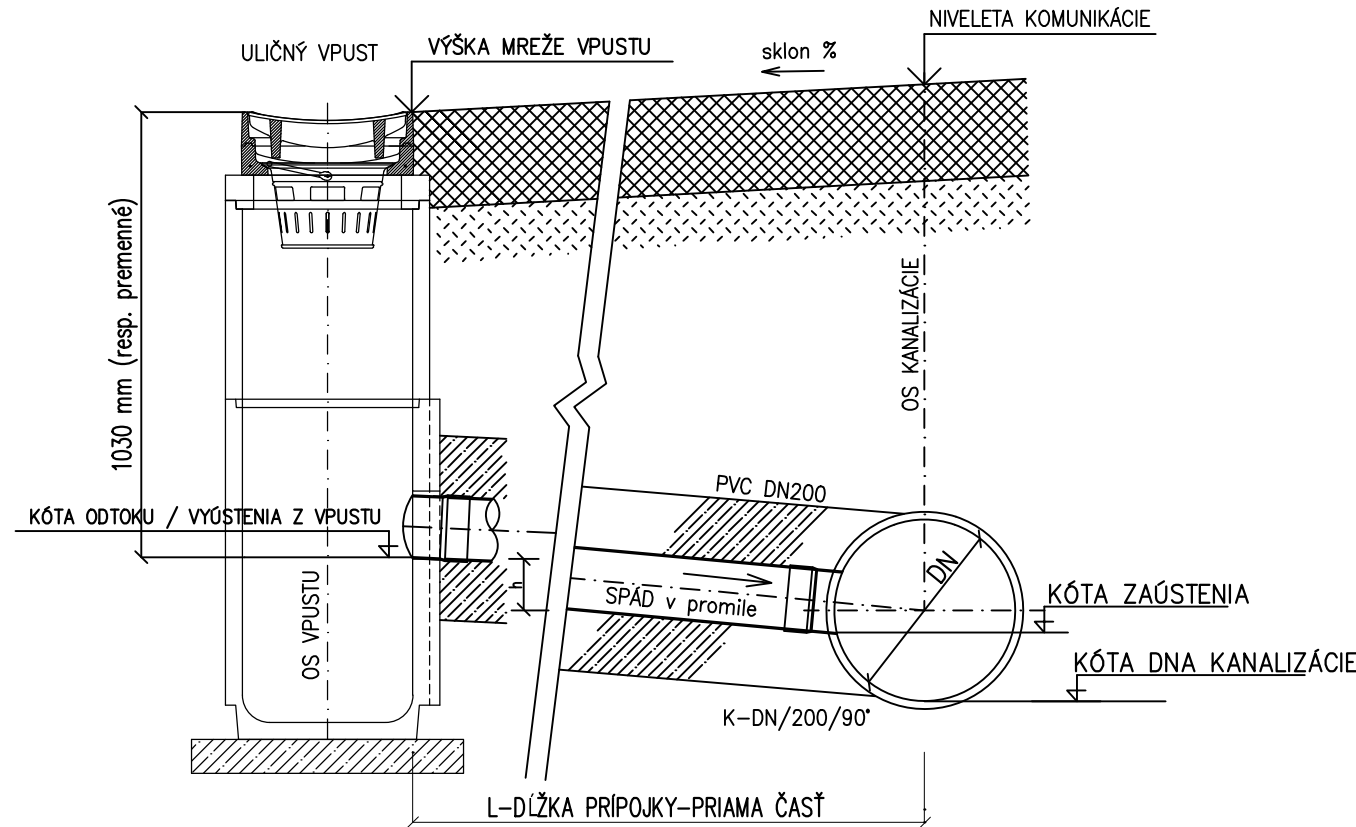 NIVELETA KOMUNIKÁCIE
ULIČNÝ VPUST
VÝŠKA MREŽE VPUSTU
sklon %
1030 mm (resp. premenné)
OS KANALIZÁCIE
PVC DN200
KÓTA ODTOKU / VYÚSTENIA Z VPUSTU
DN
h
SPÁD v promile
KÓTA ZAÚSTENIA
OS VPUSTU
KÓTA DNA KANALIZÁCIE
K-DN/200/90°
L-DĹŽKA PRÍPOJKY-PRIAMA ČASŤ